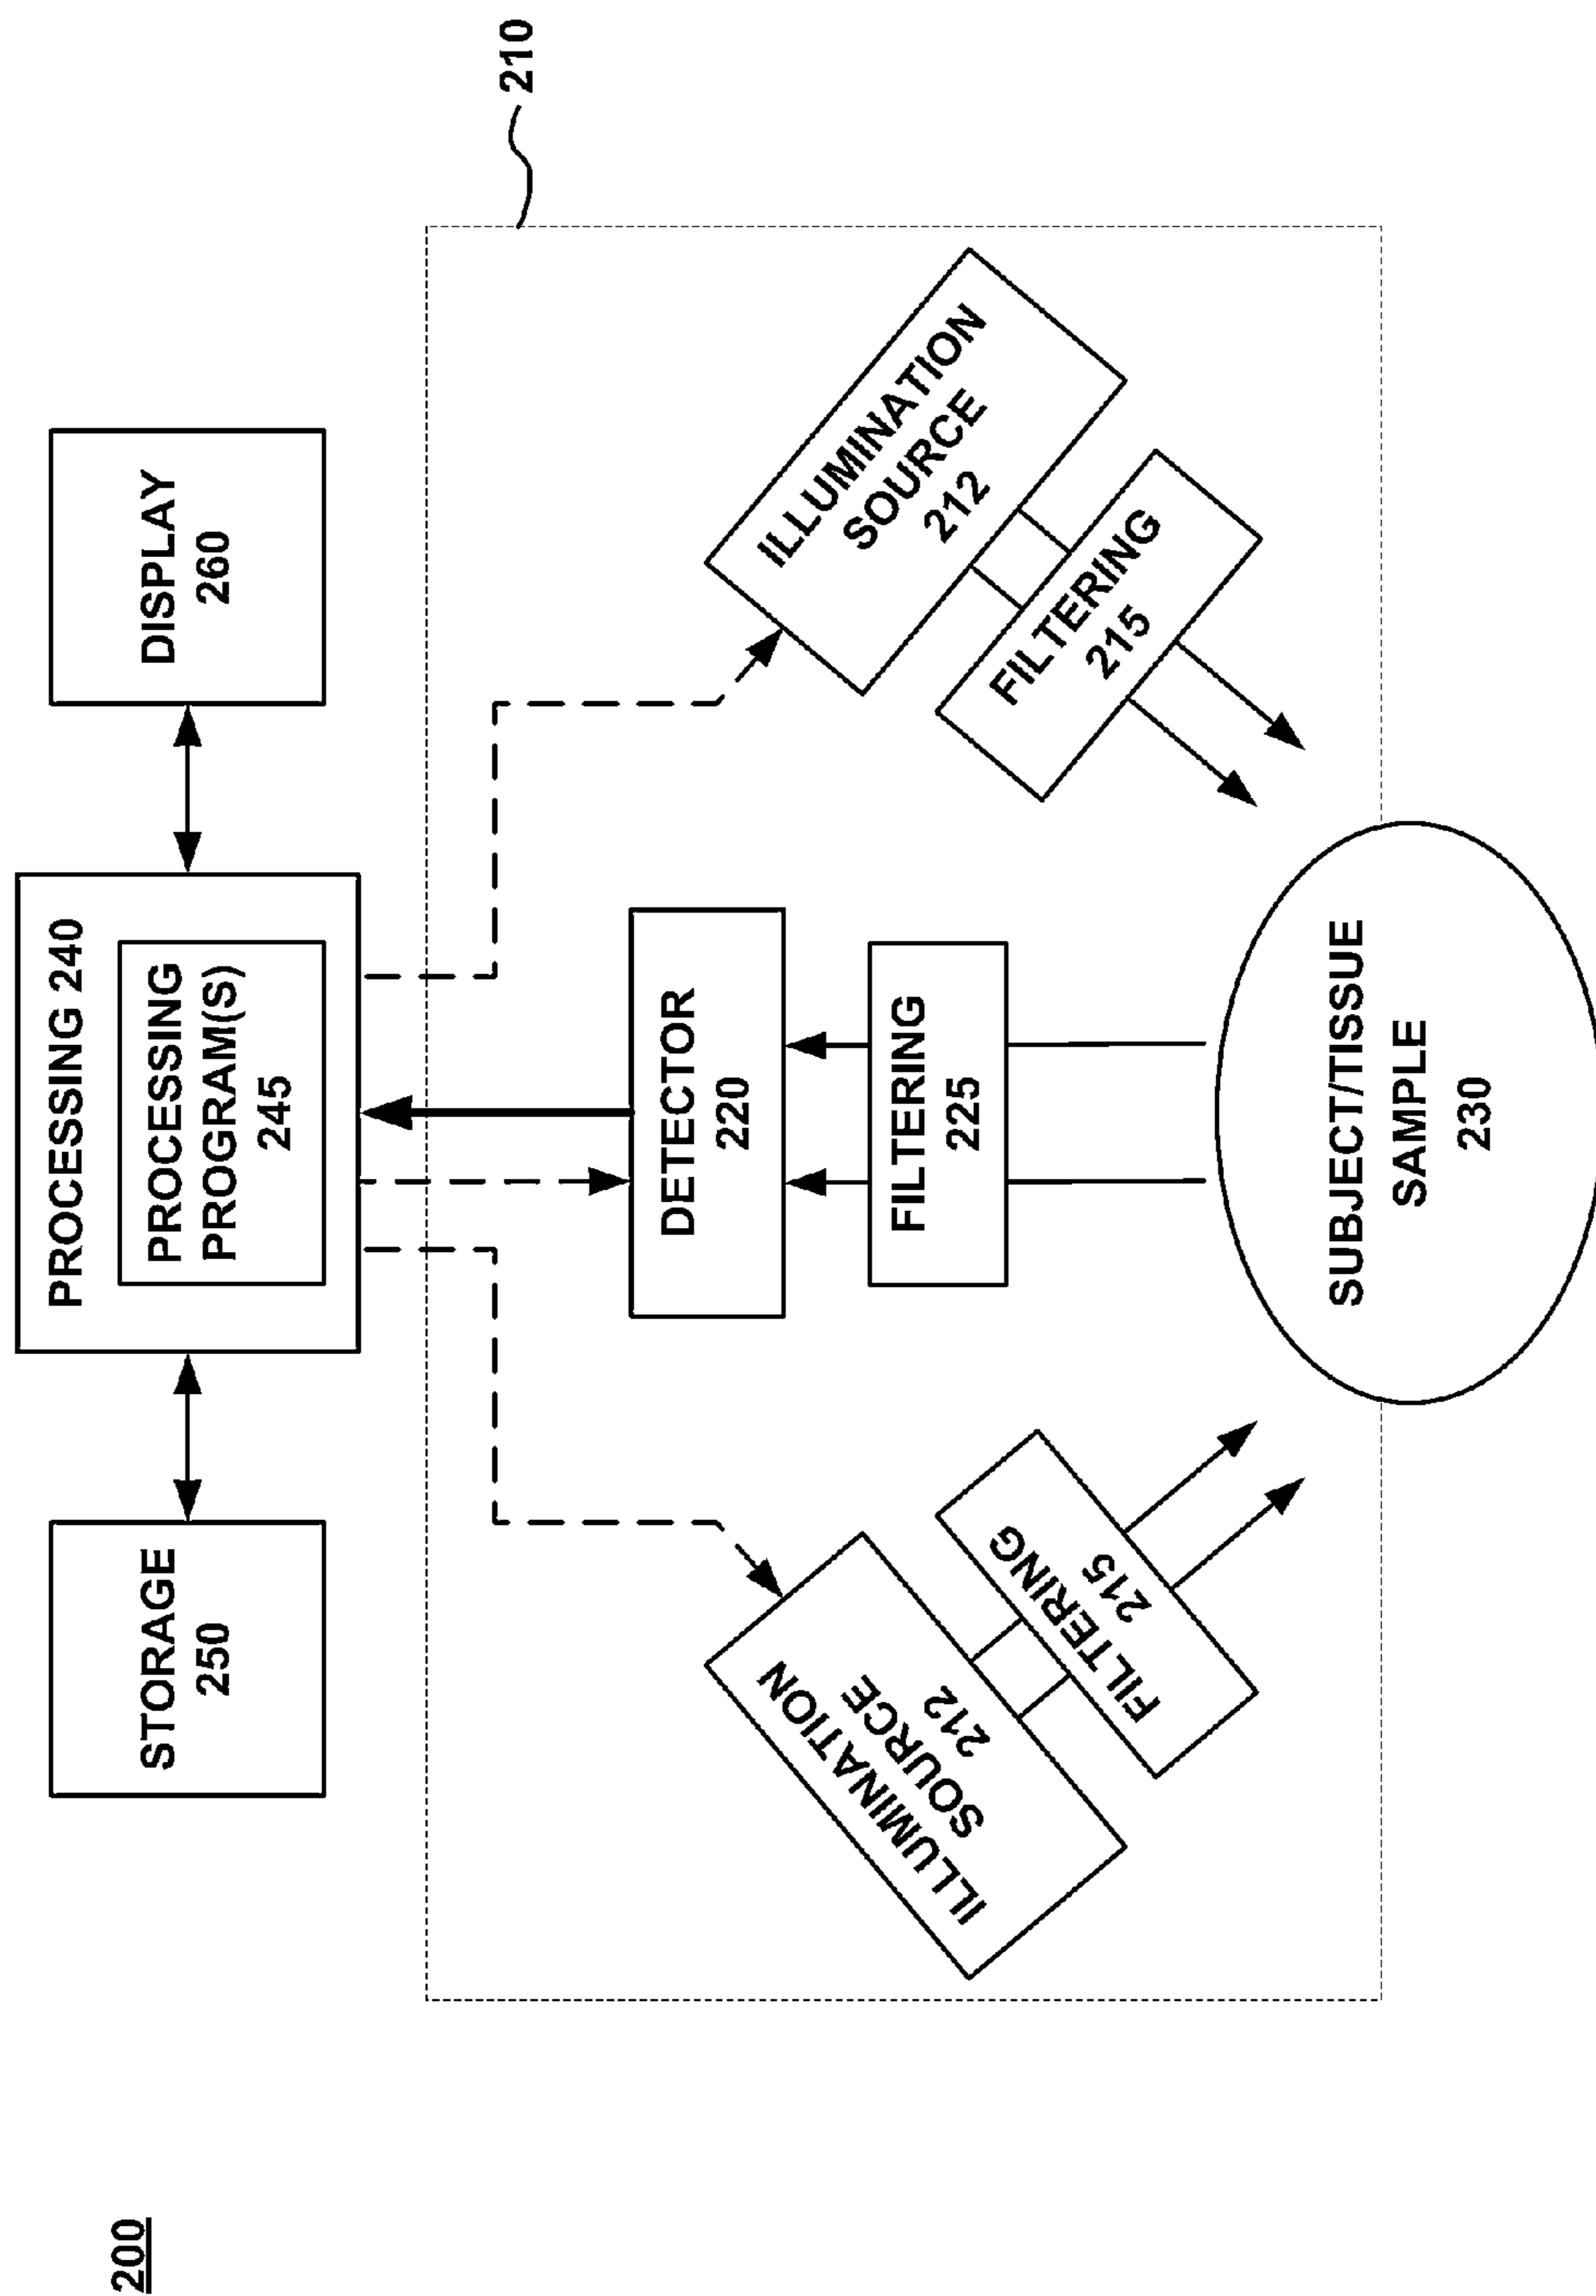 200
STORAGE
250
PROCESSING 240
PROCESSING
PROGRAM(S)
245
DISPLAY
260
210
ILLUMINATION
SOURCE
212
FILTERING
215
DETECTOR
220
FILTERING
225
ILLUMINATION
SOURCE
212
FILTERING
215
SUBJECT/TISSUE
SAMPLE
230